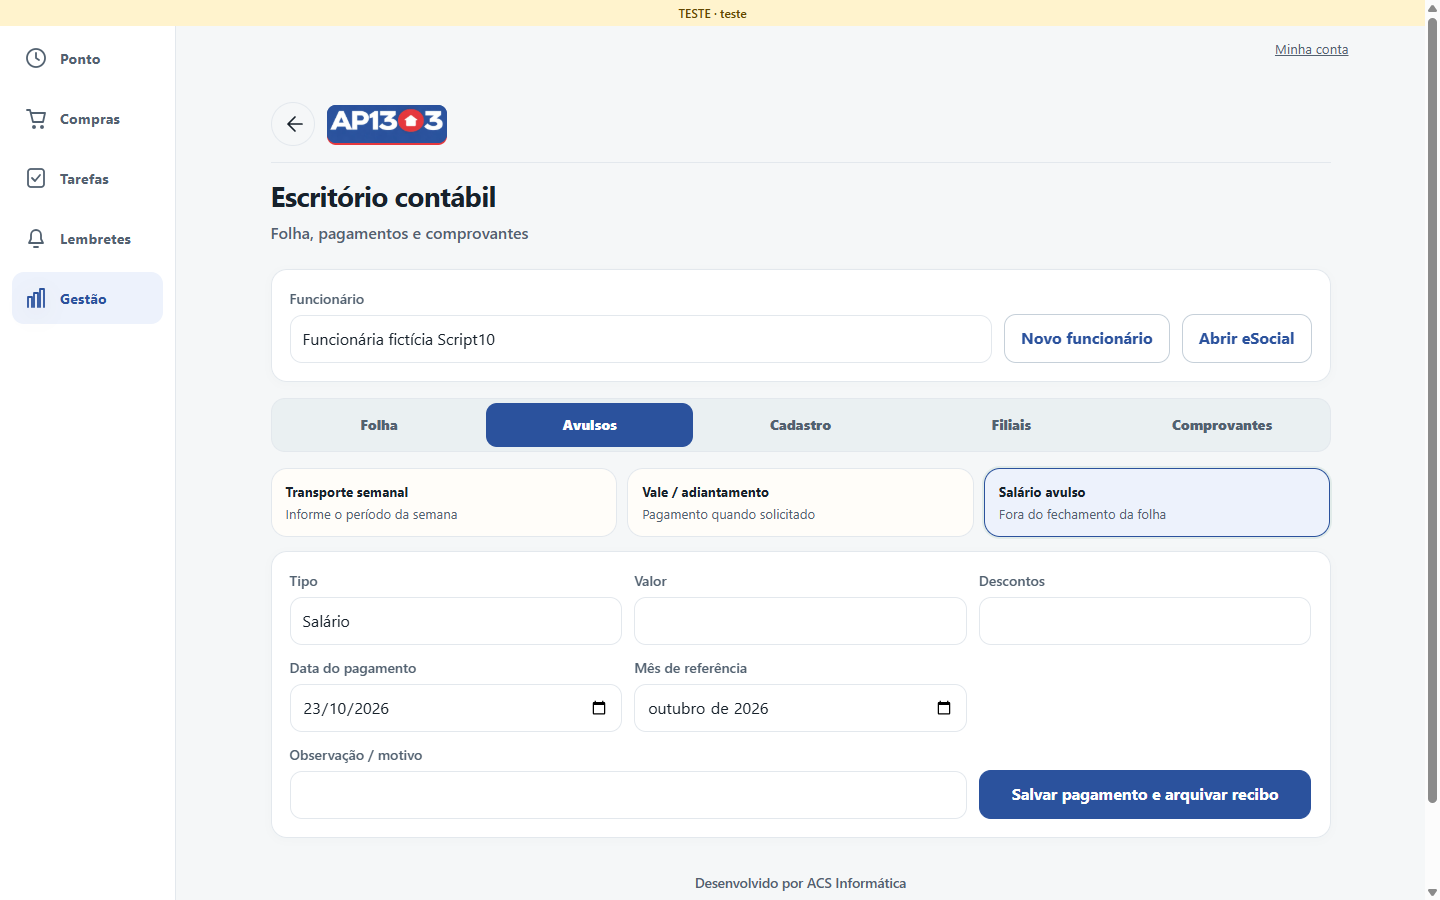 TESTE · teste
Minha conta
Ponto
Compras
Tarefas
Lembretes
Gestão
AP1303
Escritório contábil
Folha, pagamentos e comprovantes
Funcionário
Funcionária fictícia Script10
Novo funcionário
Abrir eSocial
Folha
Avulsos
Cadastro
Filiais
Comprovantes
Transporte semanal
Informe o período da semana
Vale / adiantamento
Pagamento quando solicitado
Salário avulso
Fora do fechamento da folha
Tipo
Valor
Descontos
Salário
Data do pagamento
Mês de referência
23/10/2026
outubro de 2026
Observação / motivo
Salvar pagamento e arquivar recibo
Desenvolvido por ACS Informática